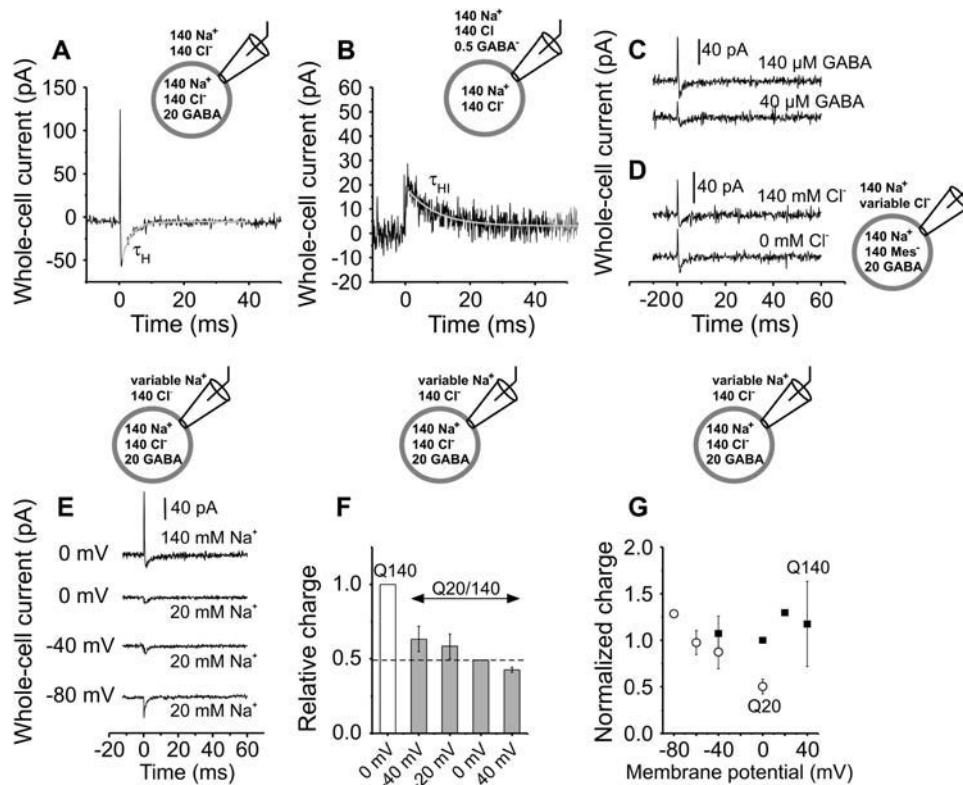 A
140 Na⁺
140 Cl⁻
140 Na⁺
140 Cl⁻
20 GABA
Whole-cell current (pA)
150
125
100
75
50
25
0
-25
-50
τH
0
20
40
Time (ms)
B
140 Na⁺
140 Cl
0.5 GABA⁻
140 Na⁺
140 Cl⁻
Whole-cell current (pA)
60
50
40
30
20
10
0
-10
-20
τHI
0
20
40
Time (ms)
C
40 pA
140 µM GABA
40 µM GABA
Whole-cell current (pA)
D
40 pA
140 mM Cl⁻
0 mM Cl⁻
140 Na⁺
variable Cl⁻
140 Na⁺
140 Mes⁻
20 GABA
-20 0 20 40 60
Time (ms)
variable Na⁺
140 Cl⁻
140 Na⁺
140 Cl⁻
20 GABA
E
40 pA
Whole-cell current (pA)
0 mV
140 mM Na⁺
0 mV
20 mM Na⁺
-40 mV
20 mM Na⁺
-80 mV
20 mM Na⁺
-20 0 20 40 60
Time (ms)
variable Na⁺
140 Cl⁻
140 Na⁺
140 Cl⁻
20 GABA
F
Relative charge
1.0
0.5
0.0
Q140
Q20/140
0 mV
-40 mV
-20 mV
0 mV
40 mV
variable Na⁺
140 Cl⁻
140 Na⁺
140 Cl⁻
20 GABA
G
Normalized charge
2.0
1.5
1.0
0.5
0.0
Q140
Q20
-80 -40 0 40
Membrane potential (mV)